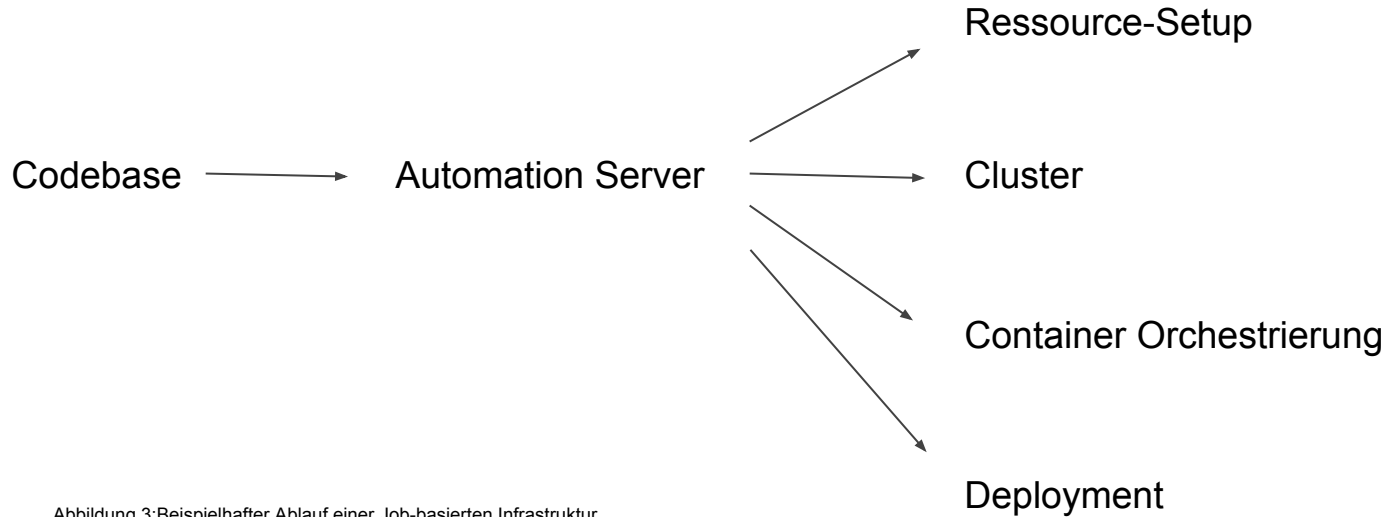 Ressource-Setup
Codebase
Automation Server
Cluster
Container Orchestrierung
Deployment
Abbildung 3:Beispielhafter Ablauf einer Job-basierten Infrastruktur